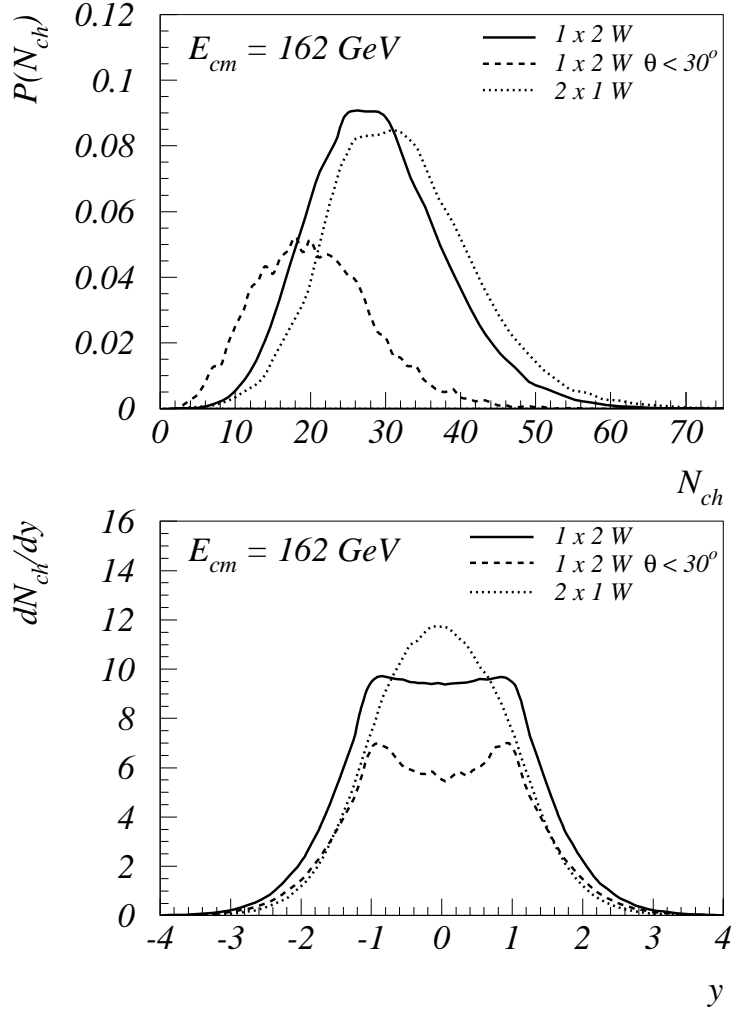 P(N_ch)
0.12
0.1
0.08
0.06
0.04
0.02
0
E_cm = 162 GeV
1 x 2 W
1 x 2 W θ < 30°
2 x 1 W
0 10 20 30 40 50 60 70
N_ch
dN_ch/dy
16
14
12
10
8
6
4
2
0
E_cm = 162 GeV
1 x 2 W
1 x 2 W θ < 30°
2 x 1 W
-4 -3 -2 -1 0 1 2 3 4
y